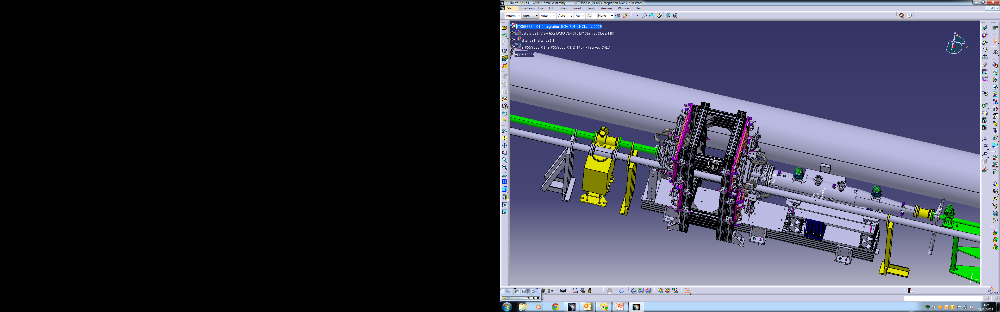 CATIA V5 R23 64 - CERN : Small Assembly - - - [ST0556334_01 a.03 Integration BGV 7L4 In Work]
Start SmarTeam File Edit View Insert Tools Analyze Window Help
Auto Auto Auto None
ST0556334_01 Integration BGV 7L4 LHCLJ_4U0019
before LS1 (View 632 DMU 7L4 STUDY Start at Closest IP)
after LS1 (after LS1.1)
ST0559020_01 (ST0559020_01.1) 1407 Fil survey C4L7
Applications
z
y
x
ABC
z
y
x
CATIA
(Bottom-u...
11:25
29/07/2014